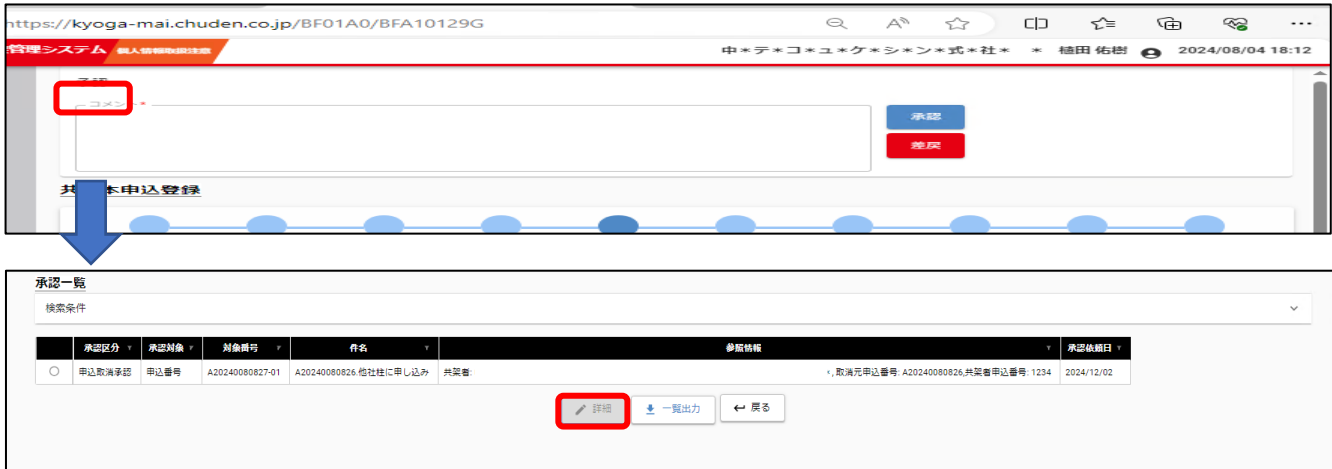 https://kyoga-mai.chuden.co.jp/BF01A0/BFA10129G
管理システム 個人情報取扱注意 中*テ*コ*ュ*ケ*シ*ン*式*社* * 植田 佑樹 2024/08/04 18:12
承認
コメント*
承認
差戻
共 本申込登録
承認一覧
検索条件
承認区分 承認対象 対象番号 件名 参照情報 承認依頼日
申込取消承認 申込番号 A20240080827-01 A20240080826.他社柱に申し込み 共架者: , 取消元申込番号: A20240080826,共架者申込番号: 1234 2024/12/02
詳細 一覧出力 戻る